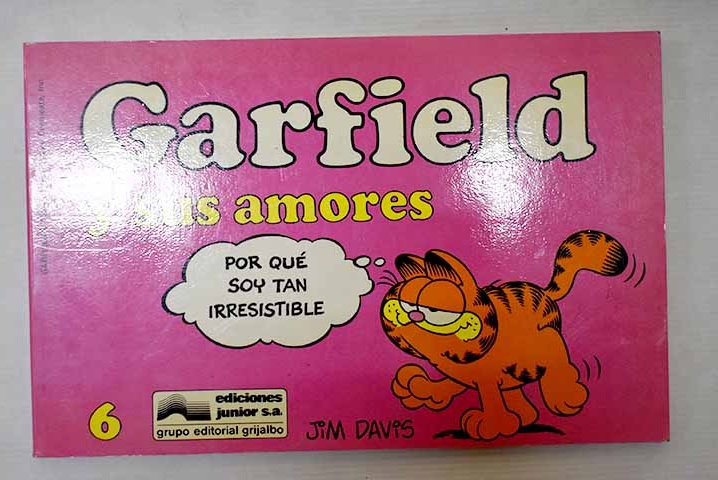 Garfield
y sus amores
POR QUÉ
SOY TAN
IRRESISTIBLE
6
ediciones
junior s.a.
grupo editorial grijalbo
JIM DAVIS